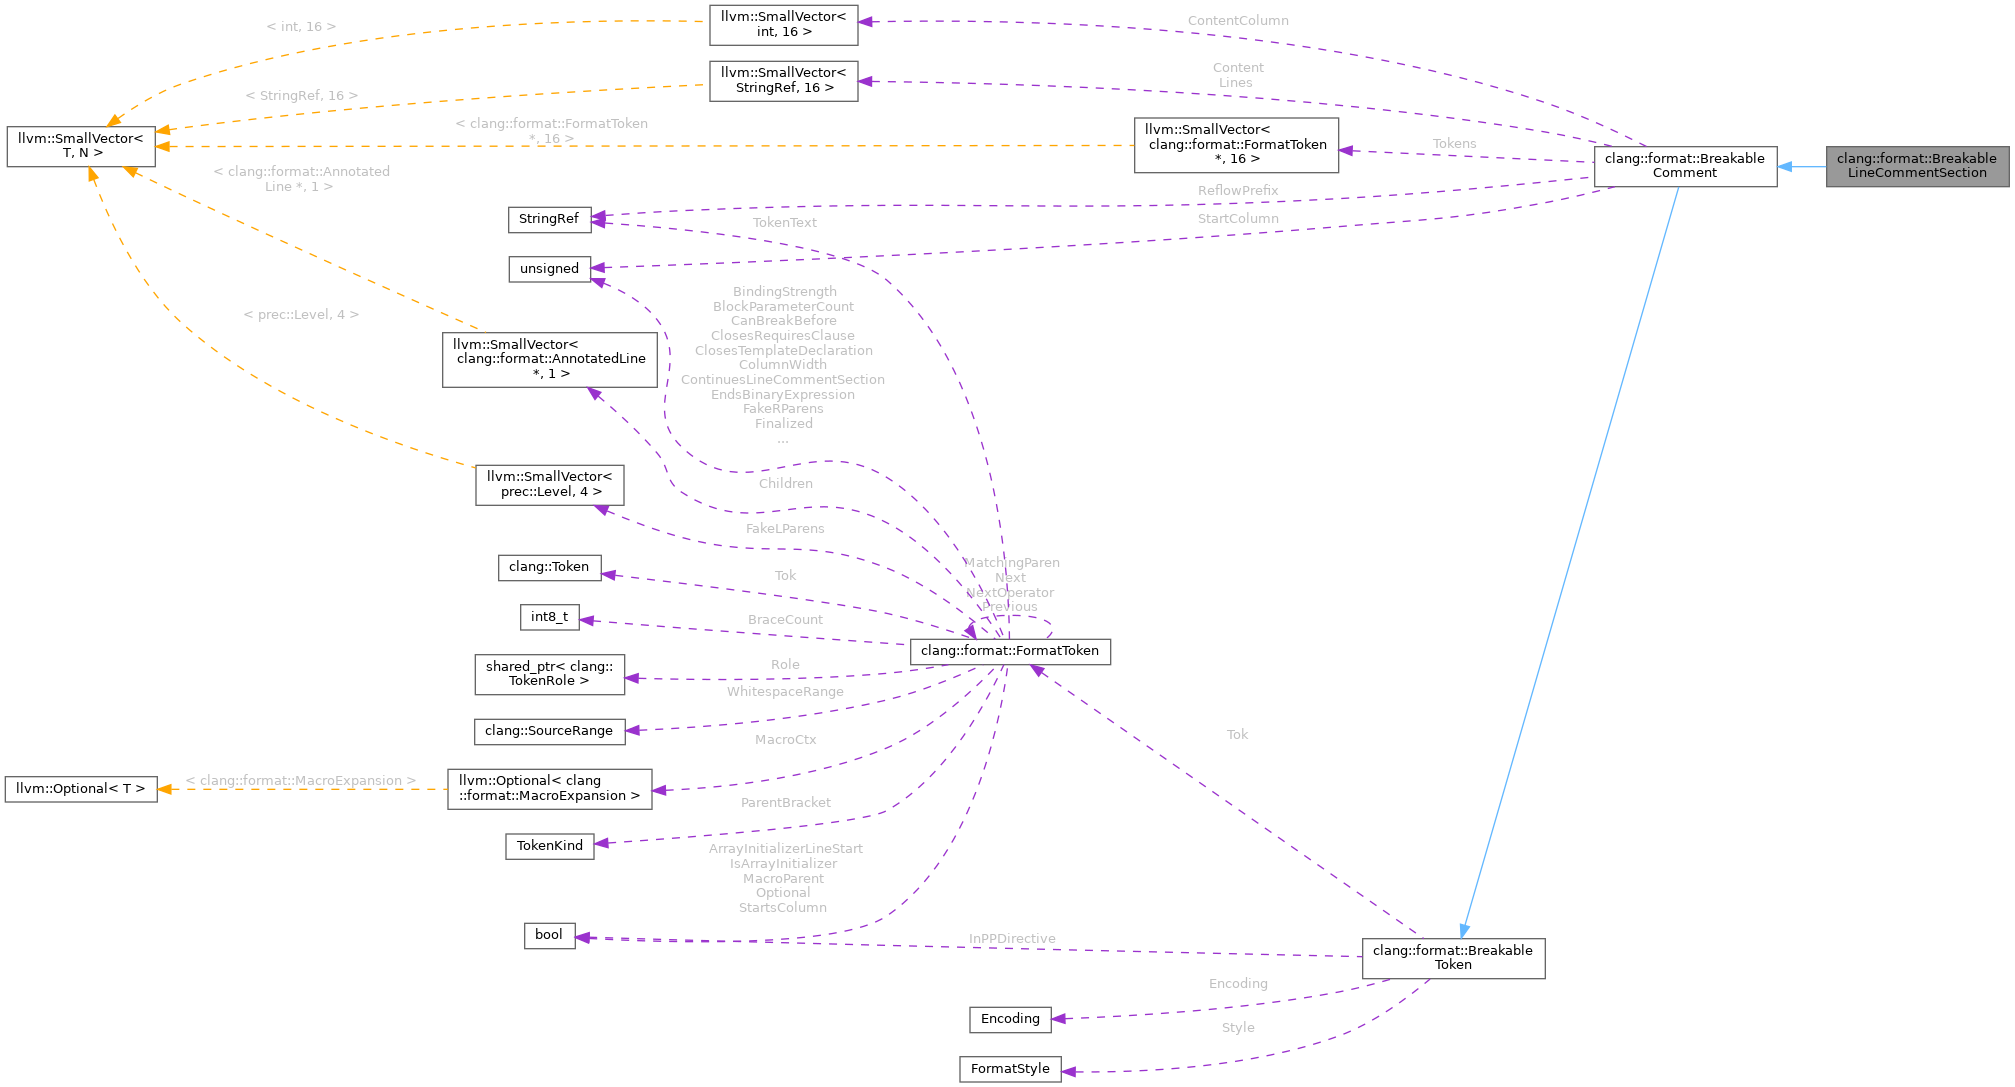 llvm::SmallVector<
int, 16 >
< int, 16 >
ContentColumn
llvm::SmallVector<
StringRef, 16 >
< StringRef, 16 >
Content
Lines
llvm::SmallVector<
T, N >
< clang::format::FormatToken
*, 16 >
llvm::SmallVector<
clang::format::FormatToken
*, 16 >
Tokens
clang::format::Breakable
Comment
clang::format::Breakable
LineCommentSection
< clang::format::Annotated
Line *, 1 >
ReflowPrefix
StringRef
TokenText
StartColumn
unsigned
BindingStrength
BlockParameterCount
CanBreakBefore
ClosesRequiresClause
ClosesTemplateDeclaration
ColumnWidth
ContinuesLineCommentSection
EndsBinaryExpression
FakeRParens
Finalized
...
< prec::Level, 4 >
llvm::SmallVector<
clang::format::AnnotatedLine
*, 1 >
llvm::SmallVector<
prec::Level, 4 >
Children
FakeLParens
clang::Token
Tok
MatchingParen
Next
NextOperator
Previous
int8_t
BraceCount
clang::format::FormatToken
shared_ptr< clang::
TokenRole >
Role
WhitespaceRange
clang::SourceRange
MacroCtx
Tok
llvm::Optional< T >
< clang::format::MacroExpansion >
llvm::Optional< clang
::format::MacroExpansion >
ParentBracket
TokenKind
ArrayInitializerLineStart
IsArrayInitializer
MacroParent
Optional
StartsColumn
bool
InPPDirective
clang::format::Breakable
Token
Encoding
Encoding
Style
FormatStyle